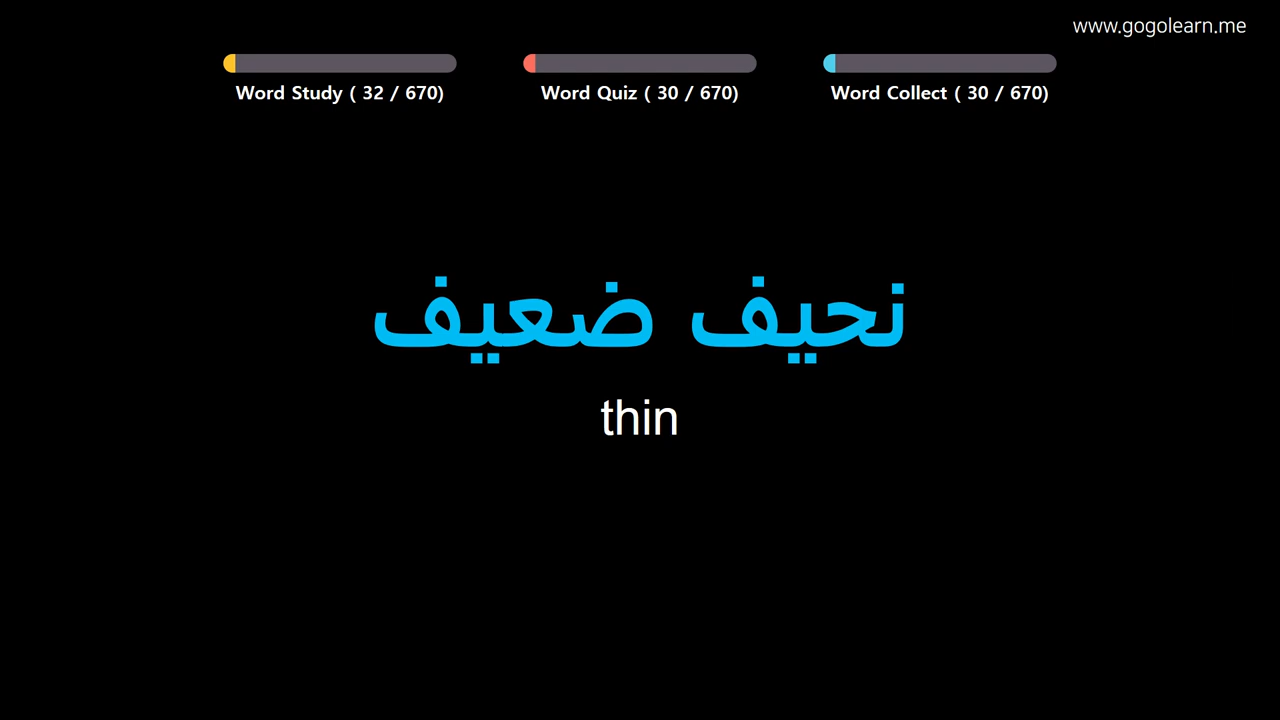 www.gogolearn.me
Word Study ( 32 / 670)
Word Quiz ( 30 / 670)
Word Collect ( 30 / 670)
نحيف ضعيف
thin